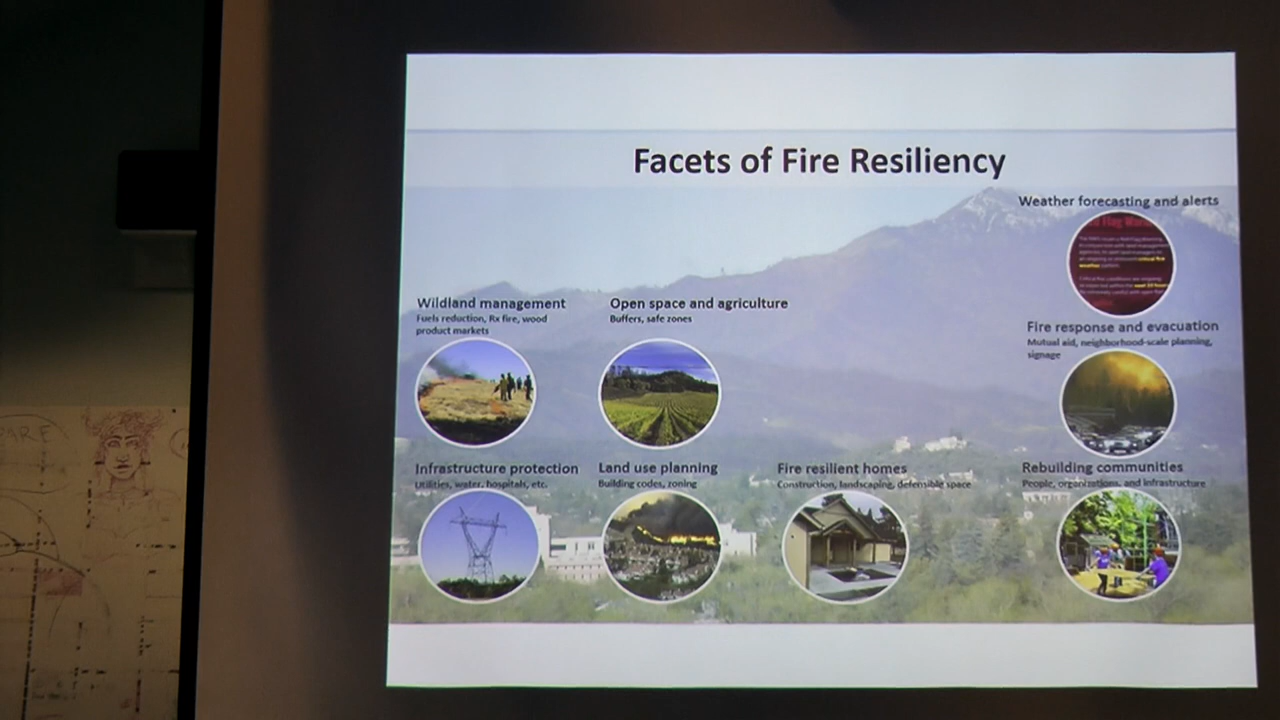 Facets of Fire Resiliency
Weather forecasting and alerts
Wildland management
Fuels reduction, Rx fire, wood
product markets
Open space and agriculture
Buffers, safe zones
Fire response and evacuation
Mutual aid, neighborhood-scale planning,
signage
Infrastructure protection
Utilities, water, hospitals, etc.
Land use planning
Building codes, zoning
Fire resilient homes
Construction, landscaping, defensible space
Rebuilding communities
People, organizations, and infrastructure